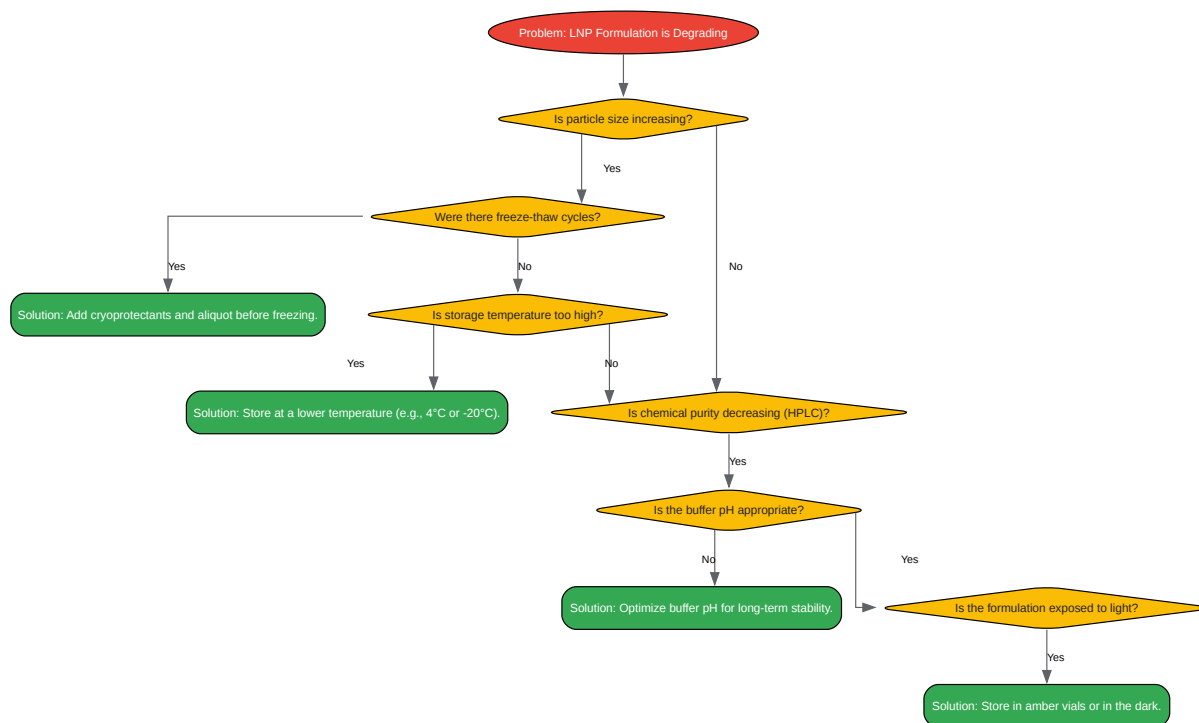 Problem: LNP Formulation is Degrading
Is particle size increasing?
Yes
Were there freeze-thaw cycles?
Yes
No
No
Solution: Add cryoprotectants and aliquot before freezing.
Is storage temperature too high?
Yes
No
Solution: Store at a lower temperature (e.g., 4°C or -20°C).
Is chemical purity decreasing (HPLC)?
Yes
Is the buffer pH appropriate?
No
Yes
Solution: Optimize buffer pH for long-term stability.
Is the formulation exposed to light?
Yes
Solution: Store in amber vials or in the dark.